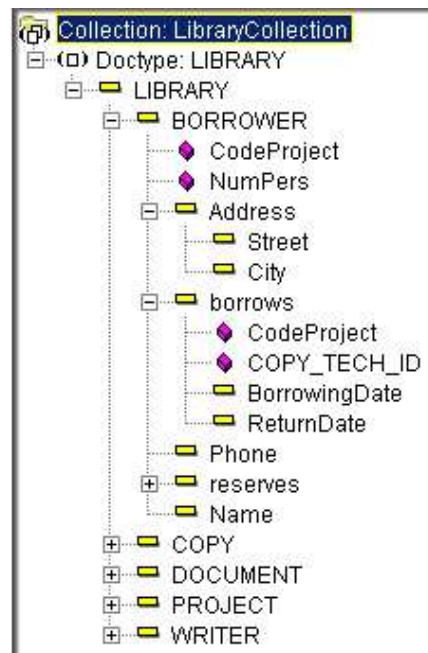 Collection: LibraryCollection
Doctype: LIBRARY
LIBRARY
BORROWER
CodeProject
NumPers
Address
Street
City
borrows
CodeProject
COPY_TECH_ID
BorrowingDate
ReturnDate
Phone
reserves
Name
COPY
DOCUMENT
PROJECT
WRITER